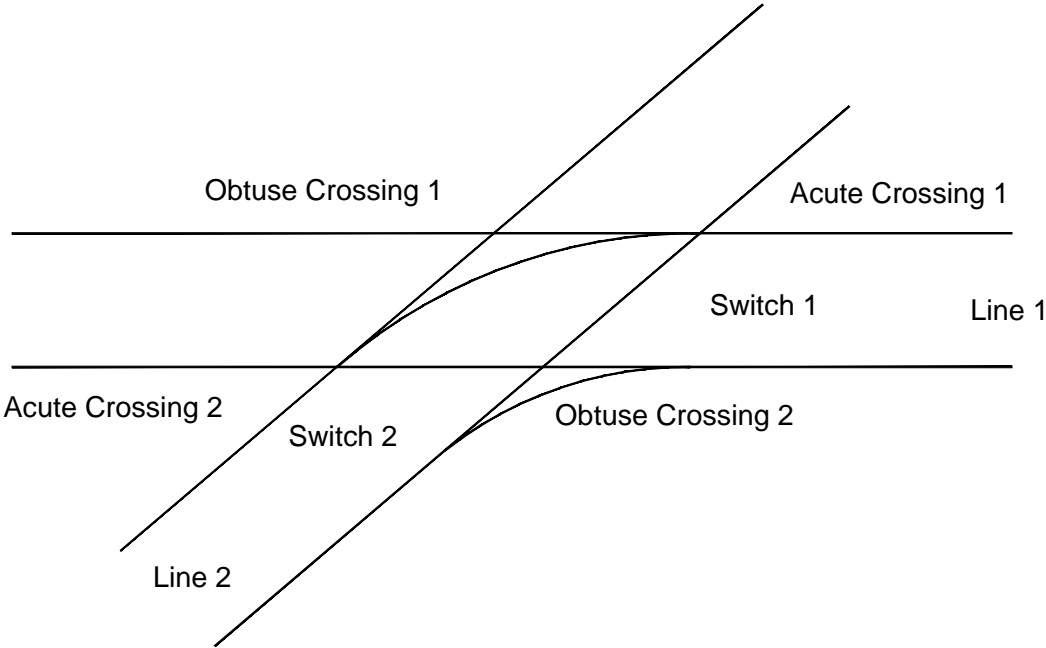 Obtuse Crossing 1
Acute Crossing 1
Switch 1
Line 1
Acute Crossing 2
Switch 2
Obtuse Crossing 2
Line 2